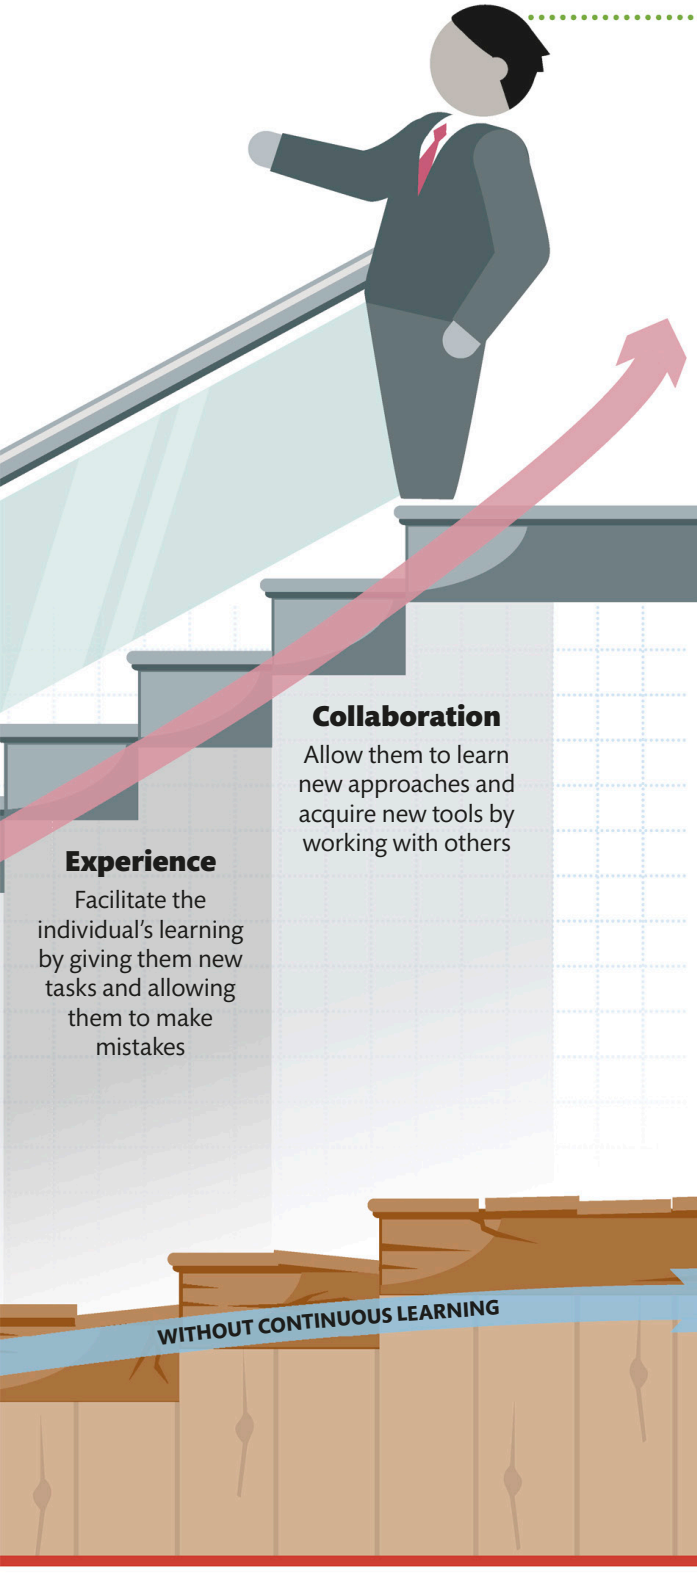 Collaboration
Allow them to learn
new approaches and
acquire new tools by
working with others
Experience
Facilitate the
individual’s learning
by giving them new
tasks and allowing
them to make
mistakes
WITHOUT CONTINUOUS LEARNING